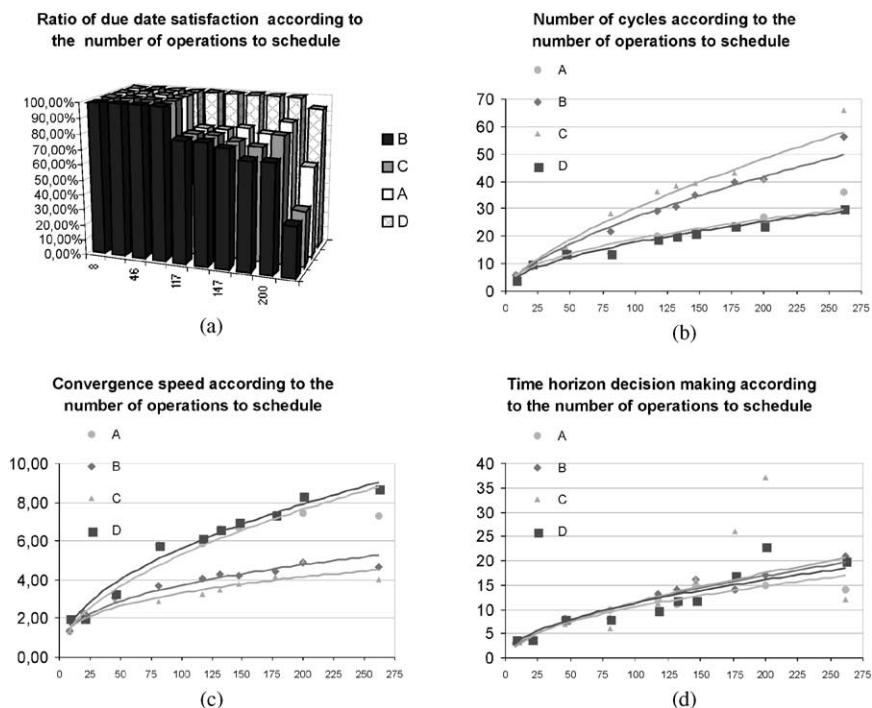 Ratio of due date satisfaction according to
the number of operations to schedule
100,00%
90,00%
80,00%
70,00%
60,00%
50,00%
40,00%
30,00%
20,00%
10,00%
0,00%
8
46
117
147
200
B
C
A
D
(a)
Number of cycles according to the
number of operations to schedule
A
B
C
D
70
60
50
40
30
20
10
0
0 25 50 75 100 125 150 175 200 225 250 275
(b)
Convergence speed according to the
number of operations to schedule
A
B
C
D
10,00
8,00
6,00
4,00
2,00
0,00
0 25 50 75 100 125 150 175 200 225 250 275
(c)
Time horizon decision making according
to the number of operations to schedule
A
B
C
D
40
35
30
25
20
15
10
5
0
0 25 50 75 100 125 150 175 200 225 250 275
(d)